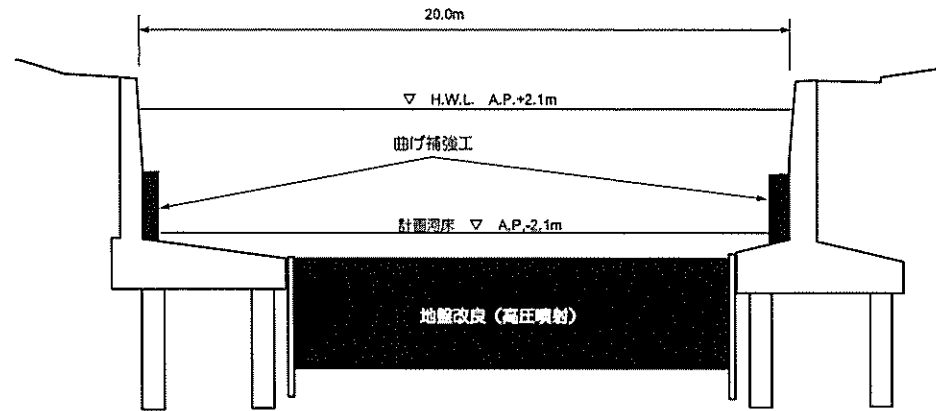 20.0m
▽ H.W.L. A.P.+2.1m
曲げ補強工
計画河床 ▽ A.P.-2.1m
地盤改良（高圧噴射）